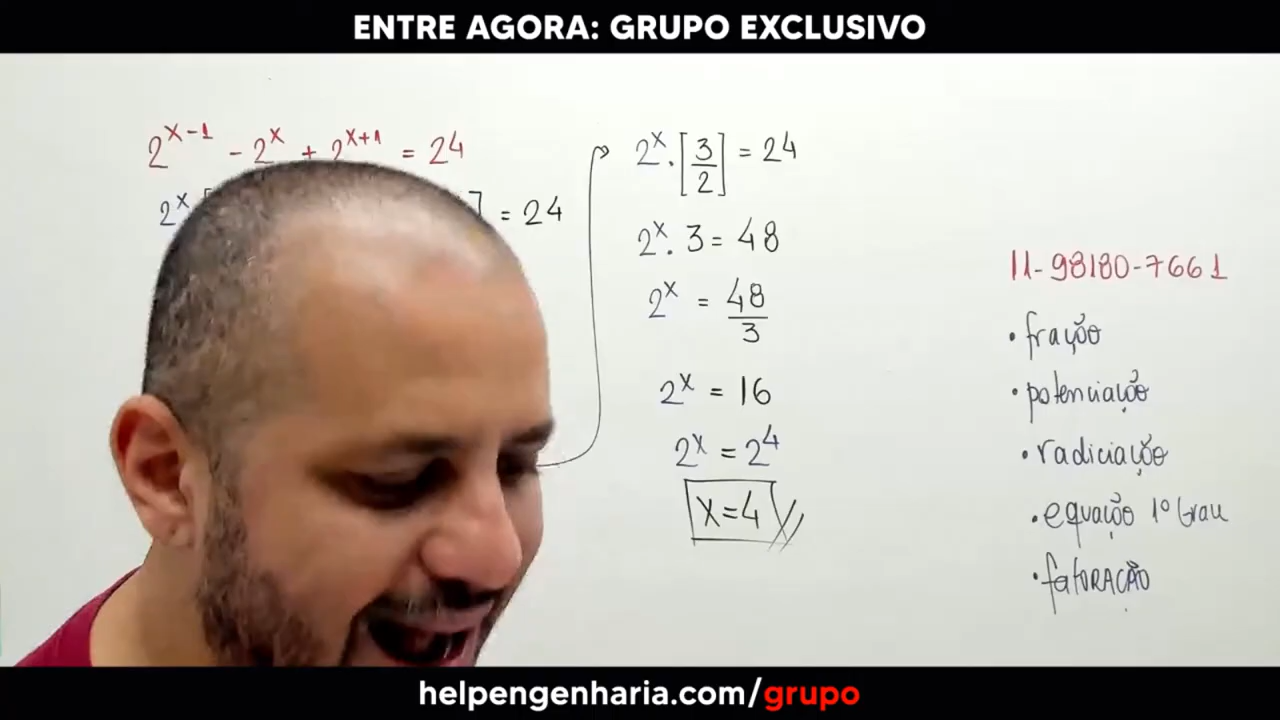 ENTRE AGORA: GRUPO EXCLUSIVO
2^{x-1} - 2^x + 2^{x+1} = 24
2^x [ ] = 24
2^x . [3/2] = 24
2^x . 3 = 48
2^x = 48/3
2^x = 16
2^x = 2^4
x=4
11-98180-7661
• fração
• potenciação
• radiciação
• equação 1º Grau
• fatORAÇÃO
helpengenharia.com/grupo